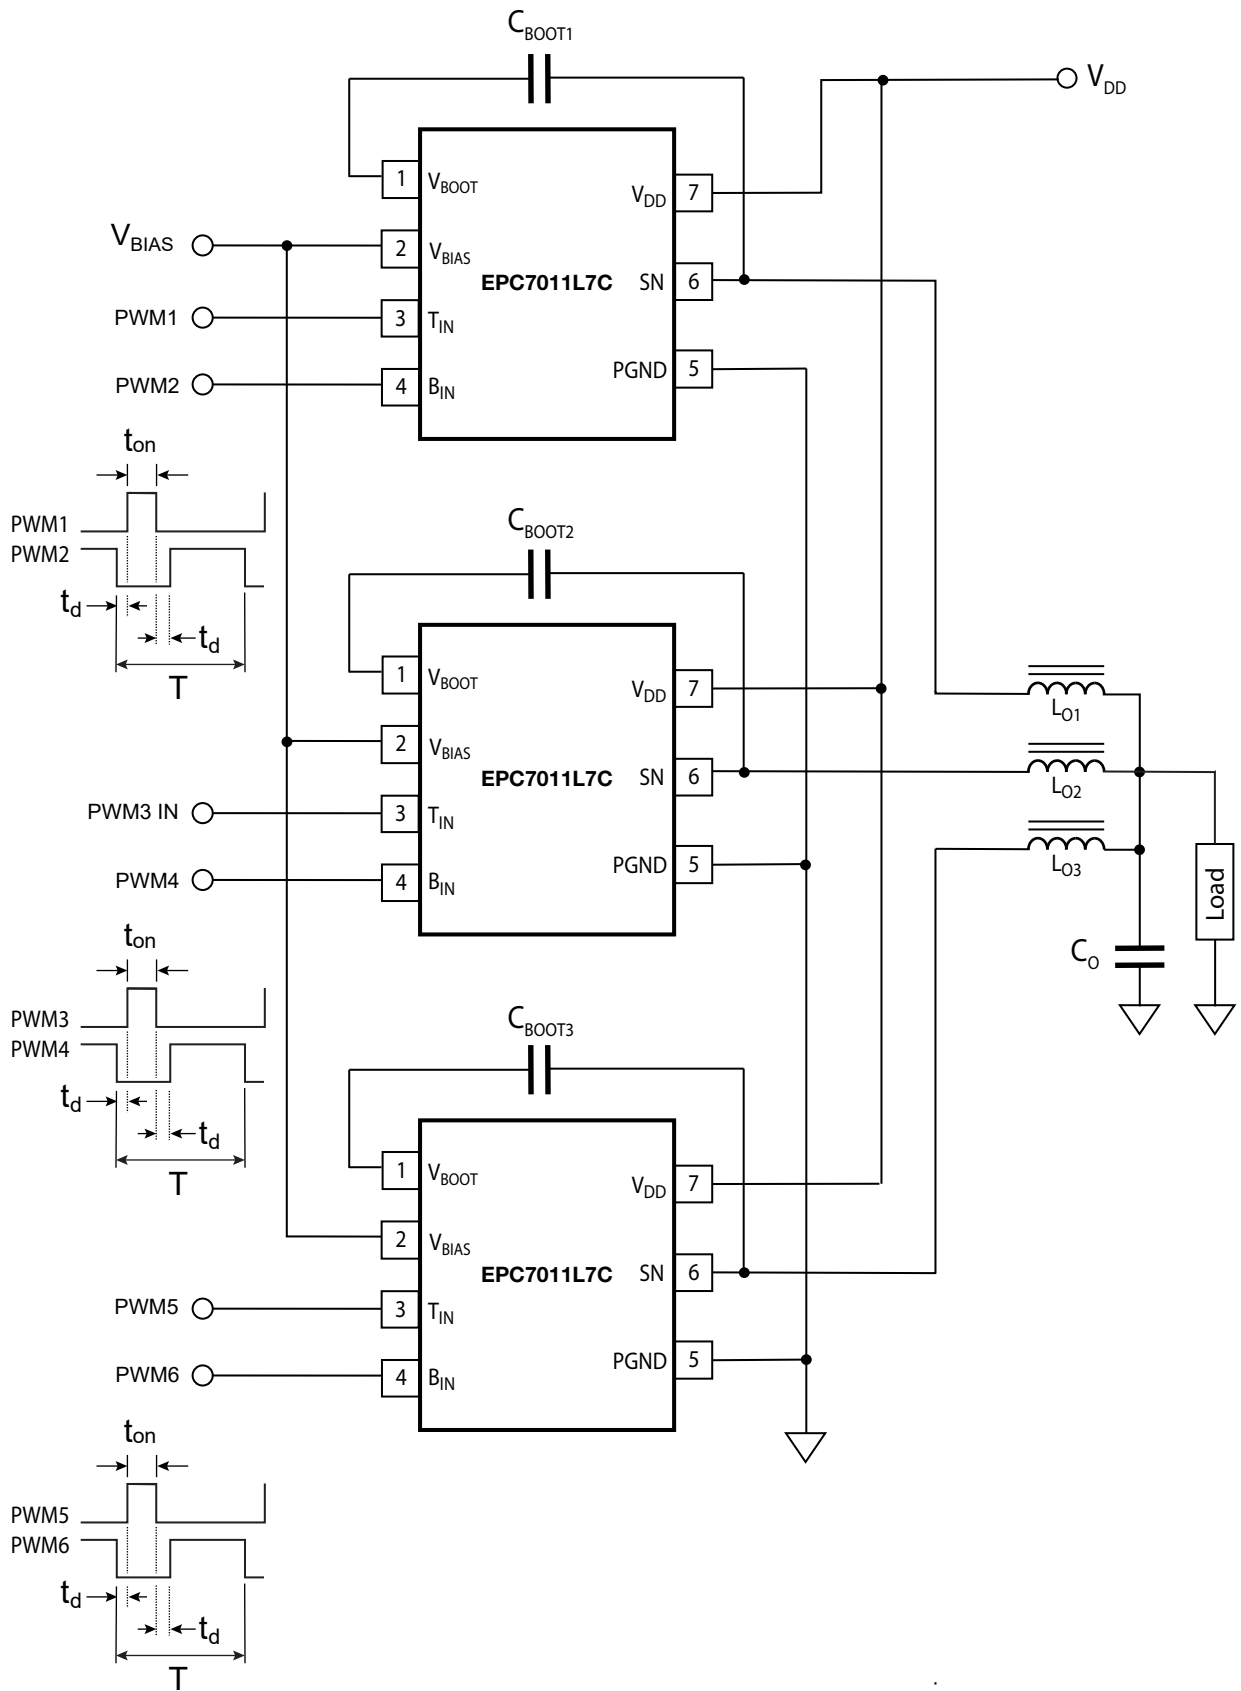 CBOOT1
VDD
1 VBOOT
VDD 7
VBIAS
2 VBIAS
EPC7011L7C
SN 6
PWM1
3 TIN
PGND 5
PWM2
4 BIN
ton
PWM1
PWM2
td
td
T
CBOOT2
1 VBOOT
VDD 7
2 VBIAS
EPC7011L7C
SN 6
PWM3 IN
3 TIN
PGND 5
PWM4
4 BIN
LO1
LO2
LO3
Load
CO
ton
PWM3
PWM4
td
td
T
CBOOT3
1 VBOOT
VDD 7
2 VBIAS
EPC7011L7C
SN 6
PWM5
3 TIN
PGND 5
PWM6
4 BIN
ton
PWM5
PWM6
td
td
T